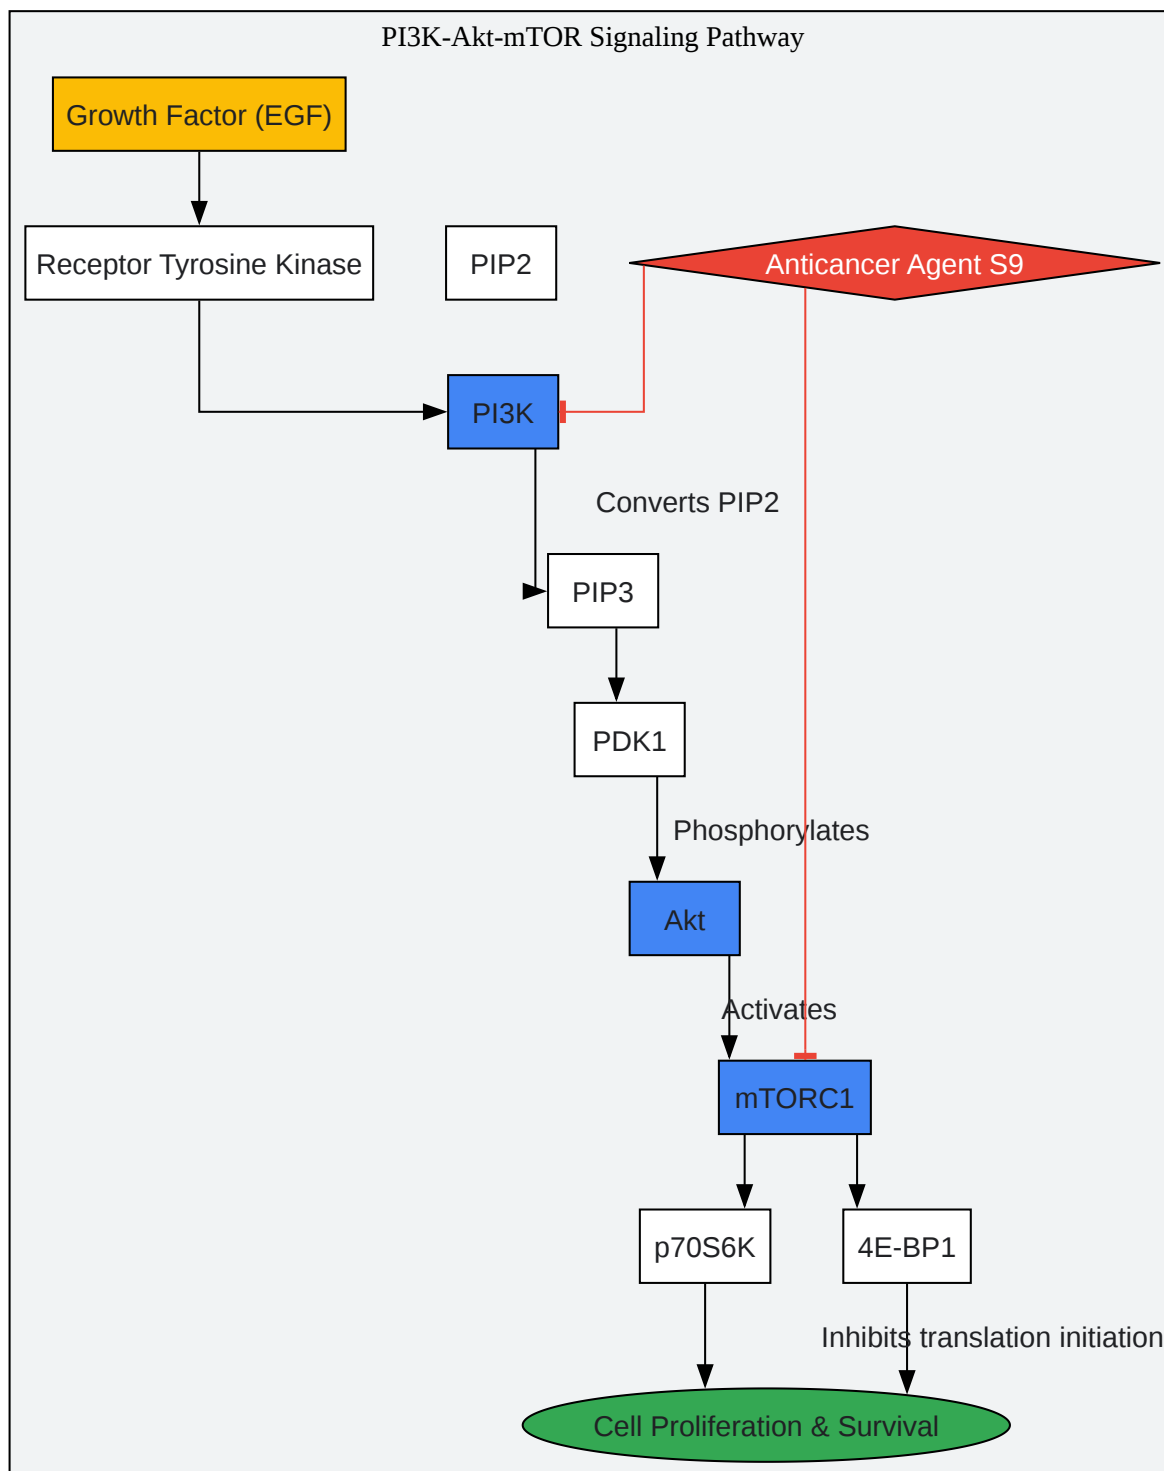 PI3K-Akt-mTOR Signaling Pathway
Growth Factor (EGF)
Receptor Tyrosine Kinase
PIP2
Anticancer Agent S9
PI3K
Converts PIP2
PIP3
PDK1
Phosphorylates
Akt
Activates
mTORC1
p70S6K
4E-BP1
Inhibits translation initiation
Cell Proliferation & Survival